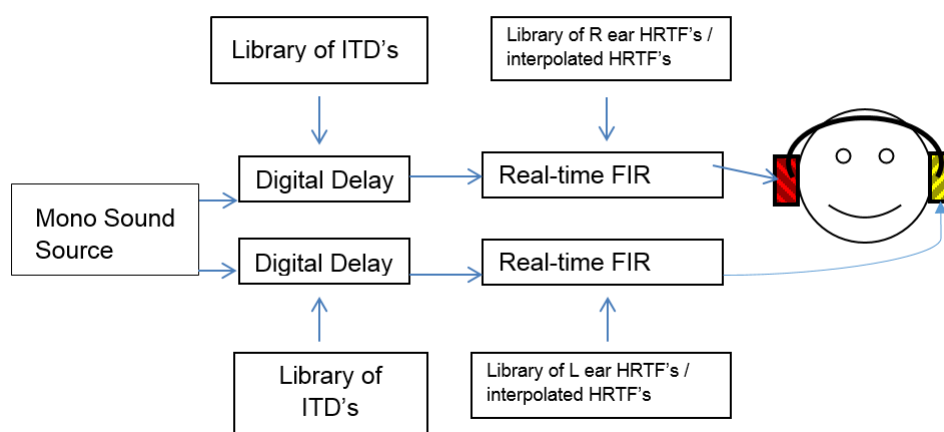 Library of ITD’s
Library of R ear HRTF’s /
interpolated HRTF’s
Digital Delay
Real-time FIR
Mono Sound
Source
Digital Delay
Real-time FIR
Library of
ITD’s
Library of L ear HRTF’s /
interpolated HRTF’s